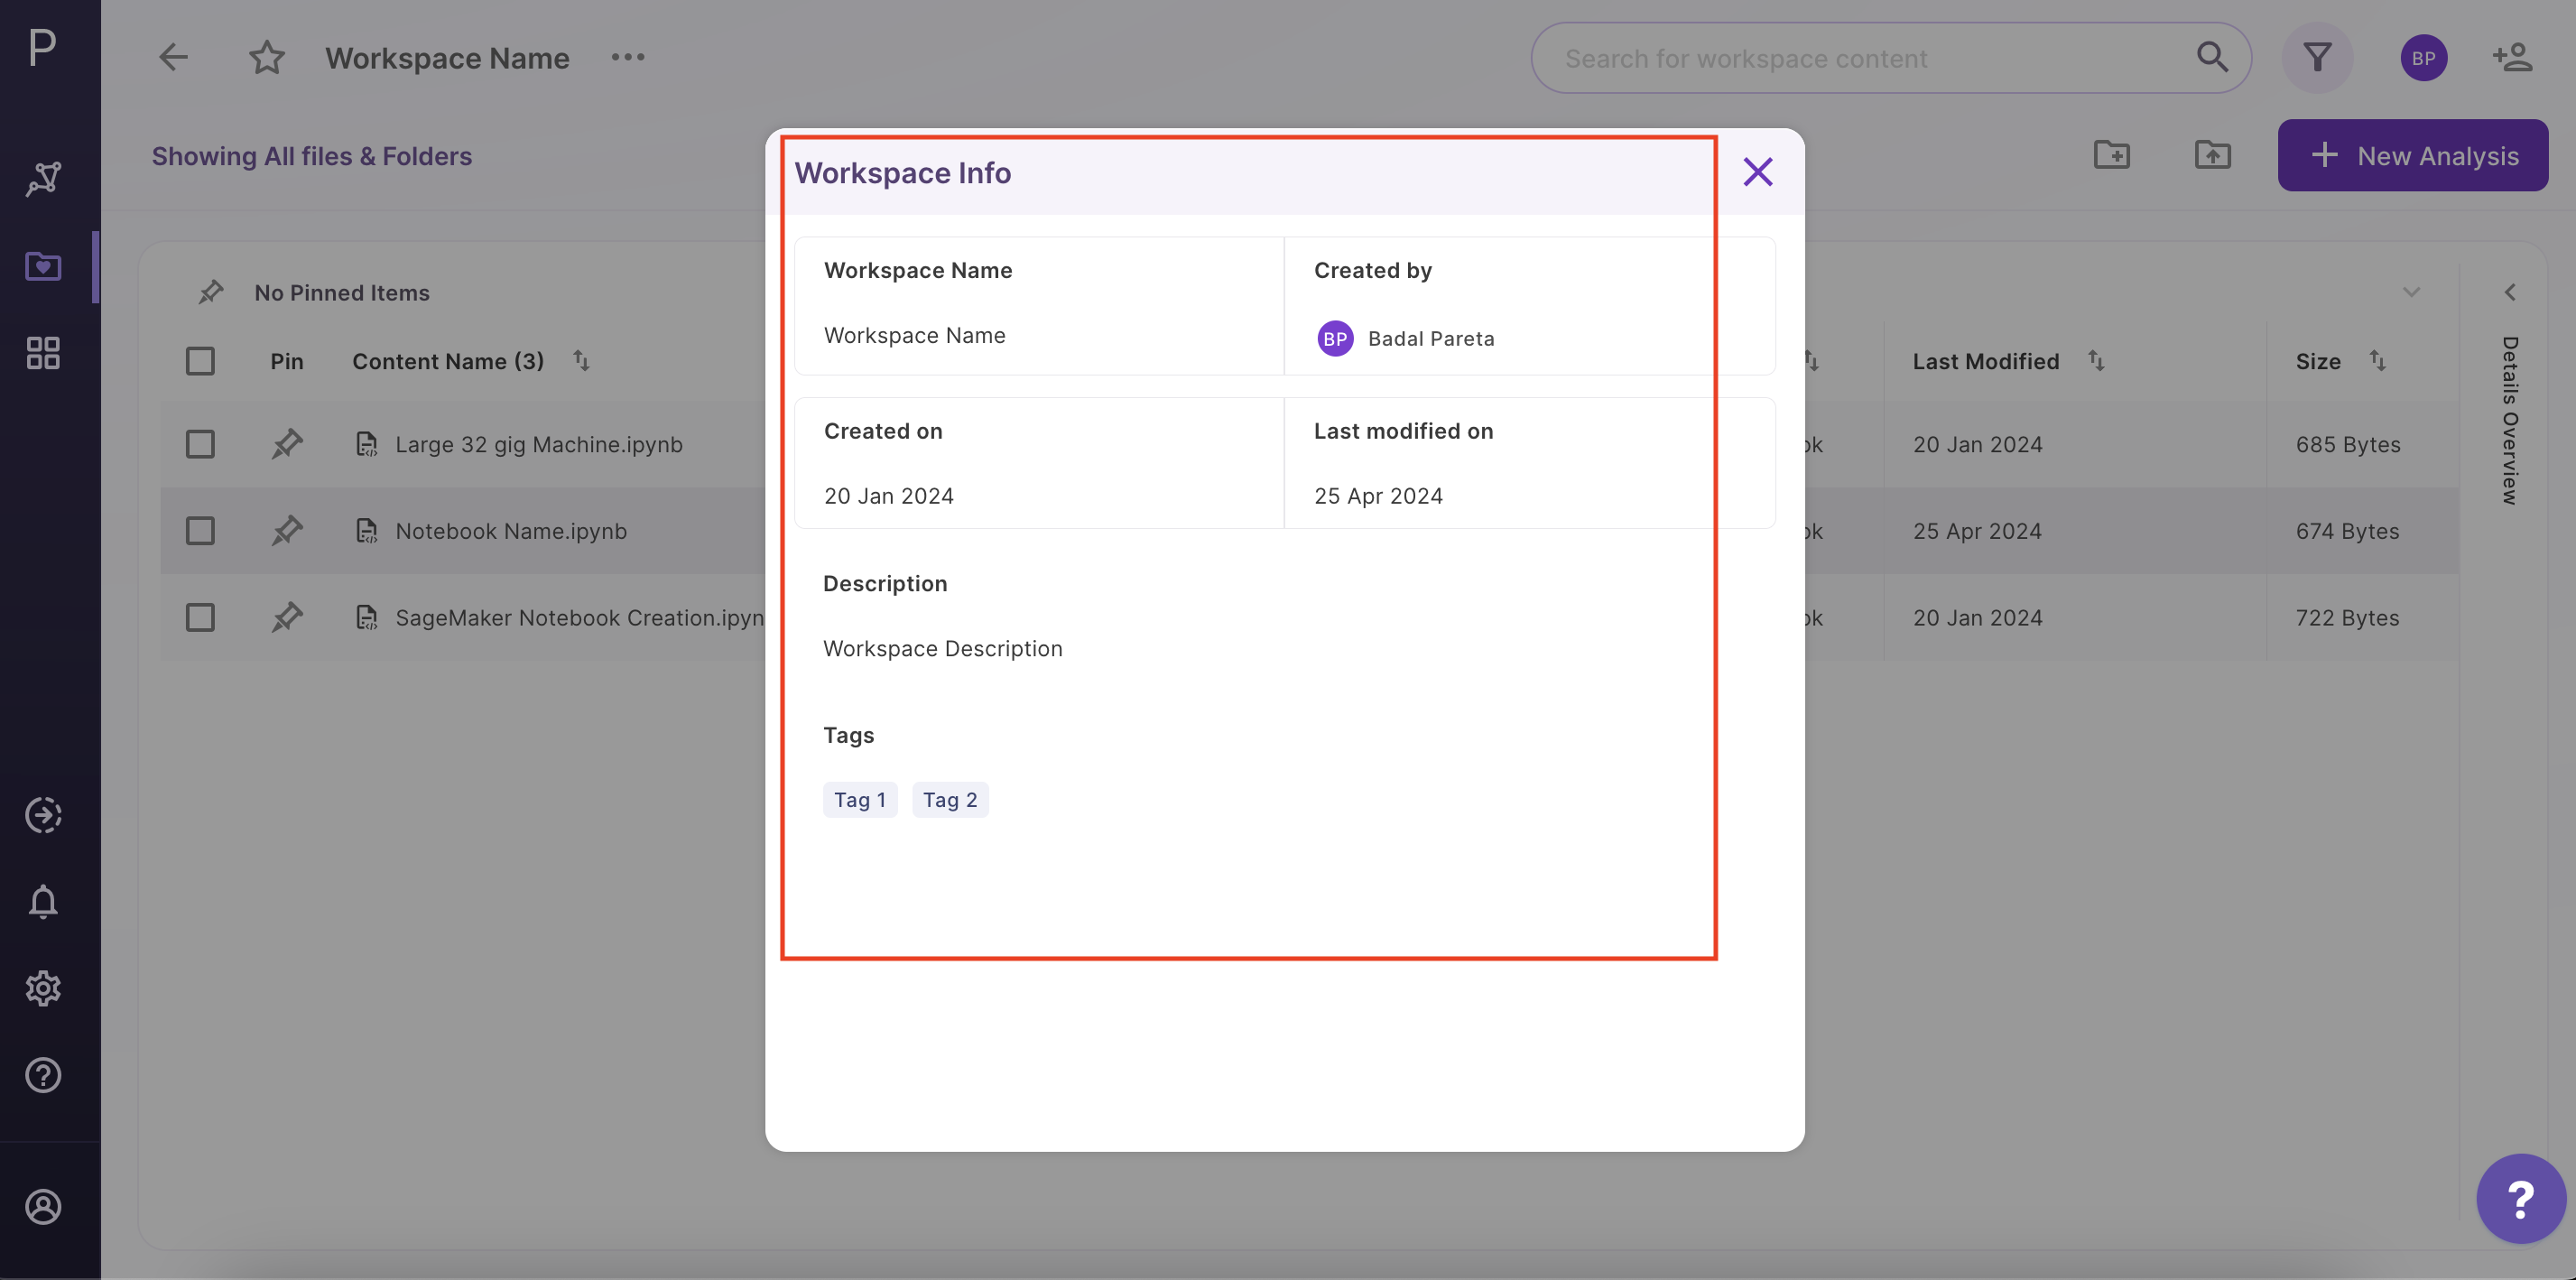 P
Workspace Name
Search for workspace content
BP
Showing All files & Folders
New Analysis
Workspace Info
Workspace Name
Created by
Workspace Name
BP Badal Pareta
Created on
Last modified on
20 Jan 2024
25 Apr 2024
Description
Workspace Description
Tags
Tag 1
Tag 2
No Pinned Items
Pin
Content Name (3)
Last Modified
Size
Large 32 gig Machine.ipynb
ok
20 Jan 2024
685 Bytes
Notebook Name.ipynb
ok
25 Apr 2024
674 Bytes
SageMaker Notebook Creation.ipyn
ok
20 Jan 2024
722 Bytes
Details Overview
?